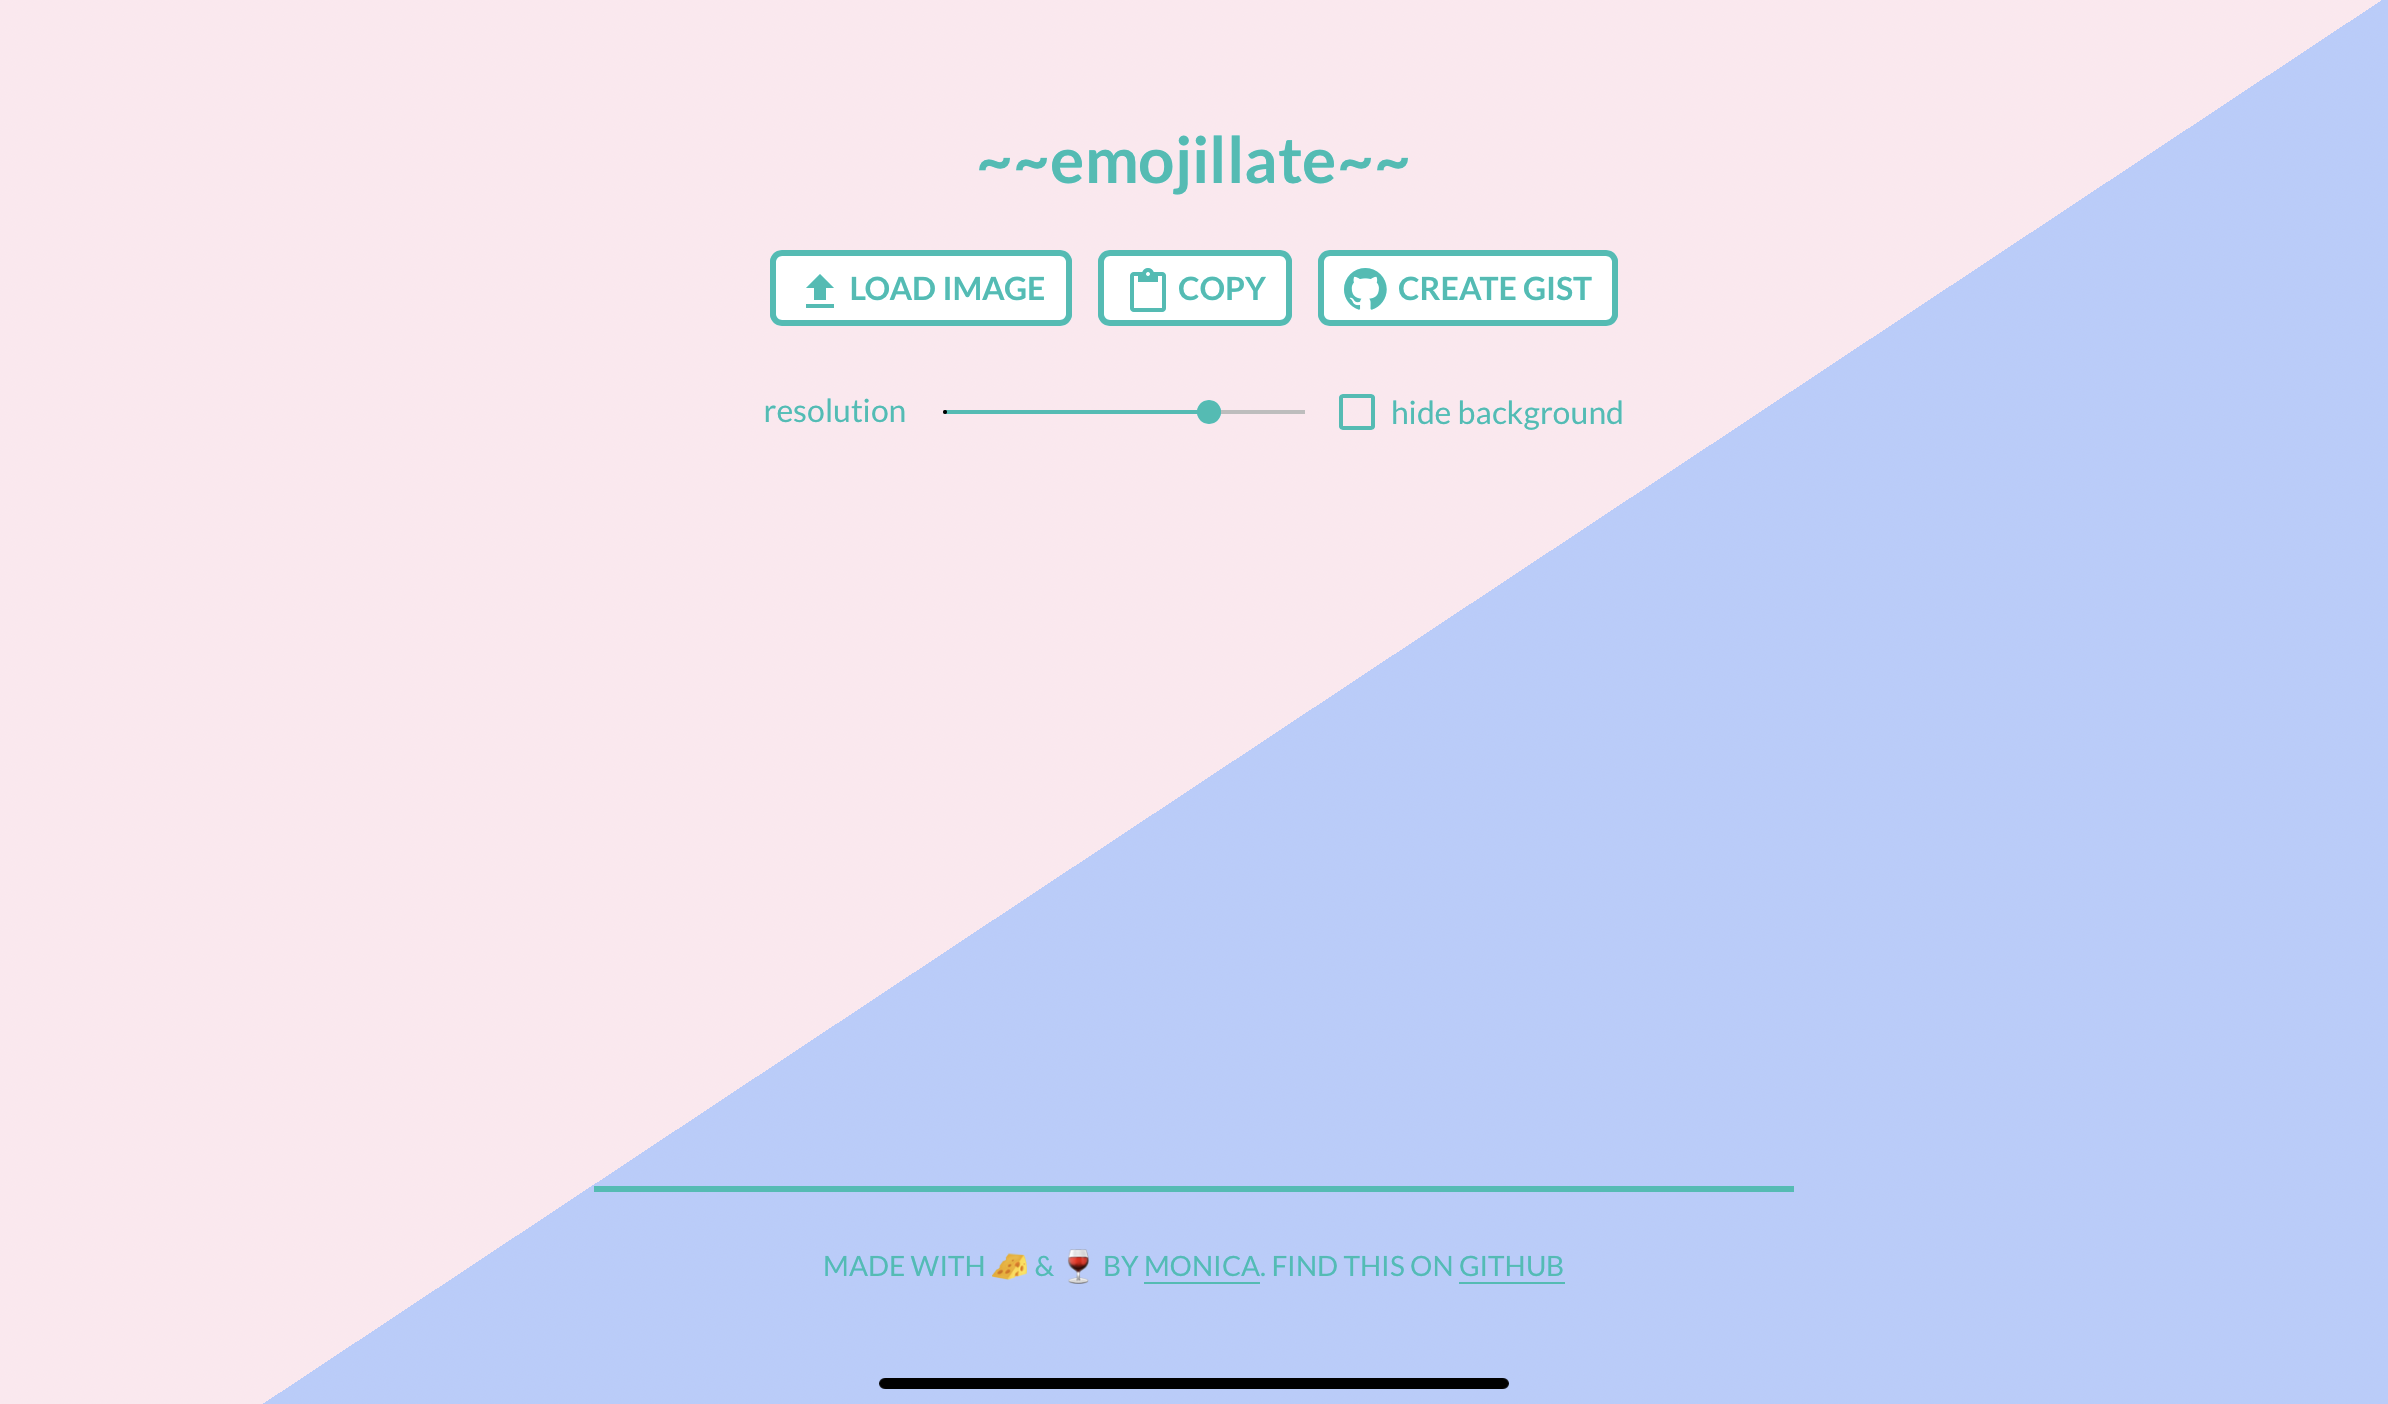 ~~emojillate~~
LOAD IMAGE COPY CREATE GIST
resolution hide background
MADE WITH 🧀 & 🍷 BY MONICA. FIND THIS ON GITHUB